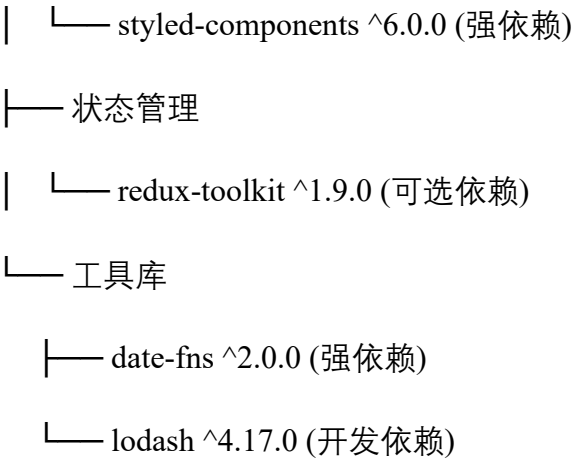 │   └── styled-components ^6.0.0 (强依赖)
├── 状态管理
│   └── redux-toolkit ^1.9.0 (可选依赖)
└── 工具库
    ├── date-fns ^2.0.0 (强依赖)
    └── lodash ^4.17.0 (开发依赖)